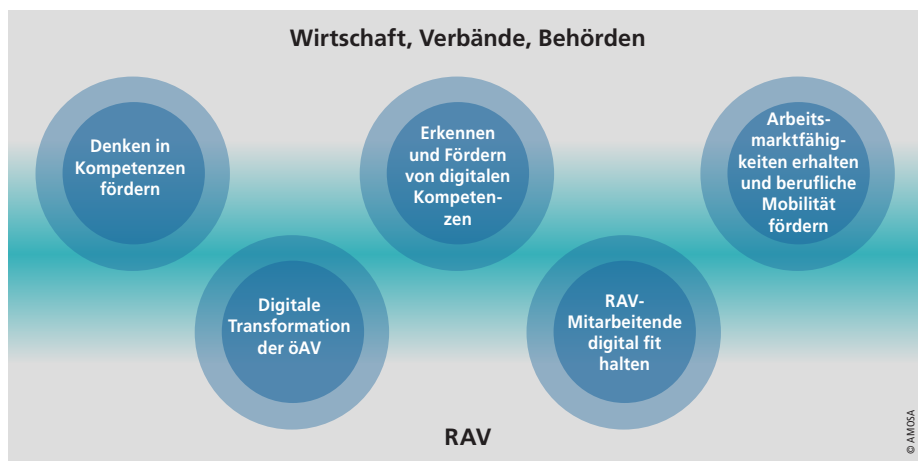 Wirtschaft, Verbände, Behörden
Denken in
Kompetenzen
fördern
Erkennen
und Fördern
von digitalen
Kompeten-
zen
Arbeits-
marktfähig-
keiten erhalten
und berufliche
Mobilität
fördern
Digitale
Transformation
der öAV
RAV-
Mitarbeitende
digital fit
halten
RAV
© AMOSA